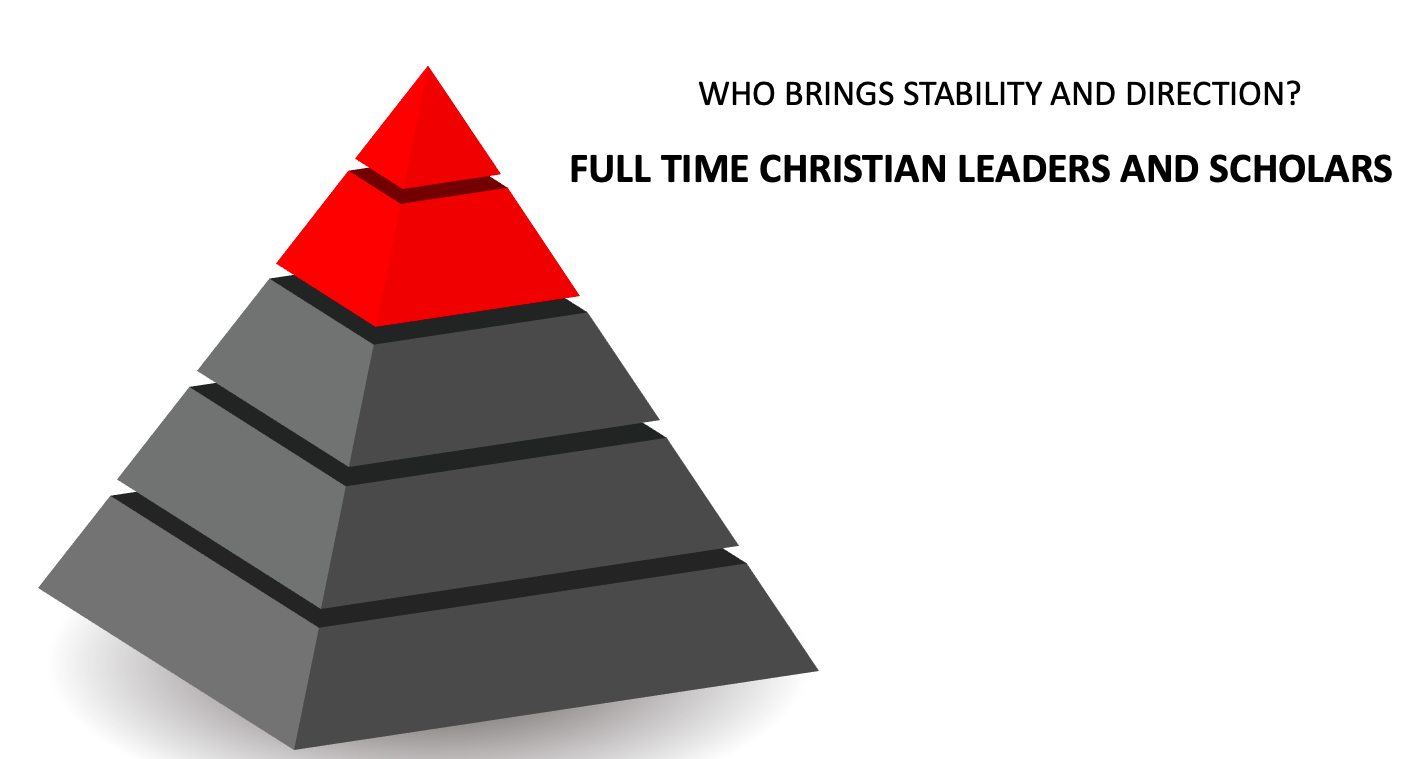 WHO BRINGS STABILITY AND DIRECTION?
FULL TIME CHRISTIAN LEADERS AND SCHOLARS